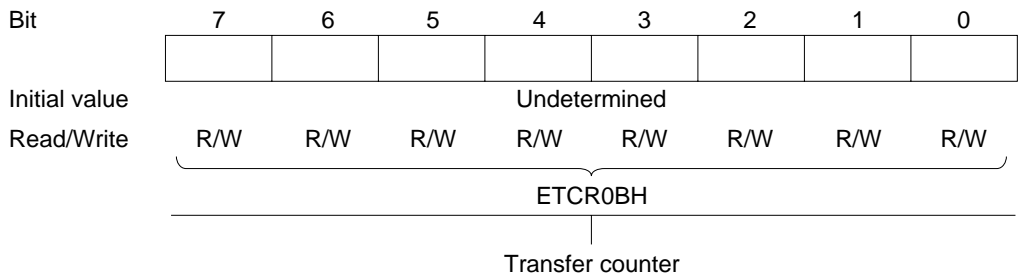 Bit 7 6 5 4 3 2 1 0
Initial value Undetermined
Read/Write R/W R/W R/W R/W R/W R/W R/W R/W
ETCR0BH
Transfer counter